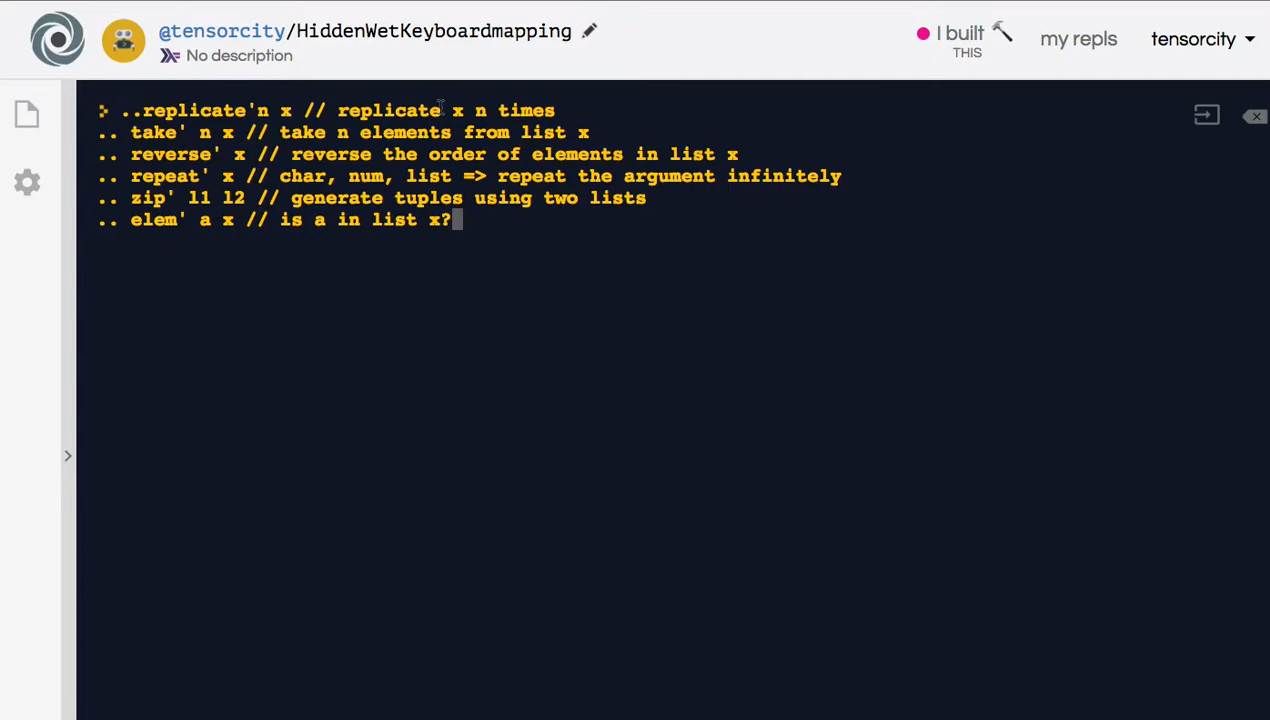 @tensorcity/HiddenWetKeyboardmapping
No description
I built
THIS
my repls
tensorcity
..replicate'n x // replicate x n times
.. take' n x // take n elements from list x
.. reverse' x // reverse the order of elements in list x
.. repeat' x // char, num, list => repeat the argument infinitely
.. zip' l1 l2 // generate tuples using two lists
.. elem' a x // is a in list x?